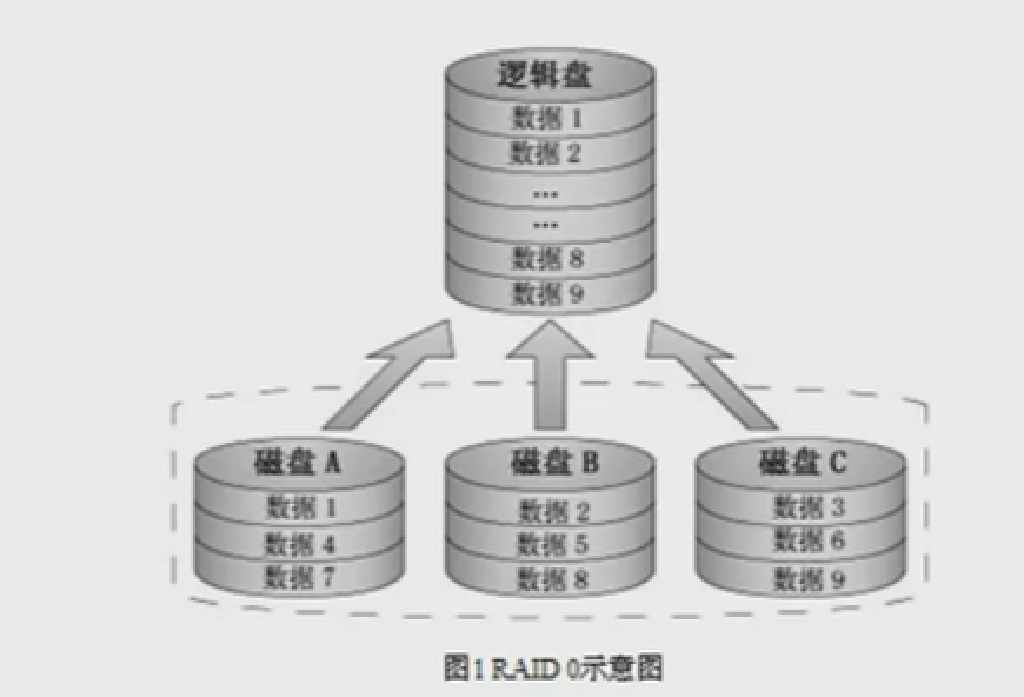 逻辑盘
数据 1
数据 2
...
...
数据 8
数据 9
磁盘 A
数据 1
数据 4
数据 7
磁盘 B
数据 2
数据 5
数据 8
磁盘 C
数据 3
数据 6
数据 9
图1 RAID 0示意图